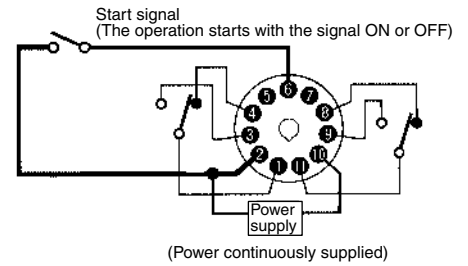 Start signal
(The operation starts with the signal ON or OFF)
6
5 7
4 8
3 9
2 10
1 11
Power
supply
(Power continuously supplied)